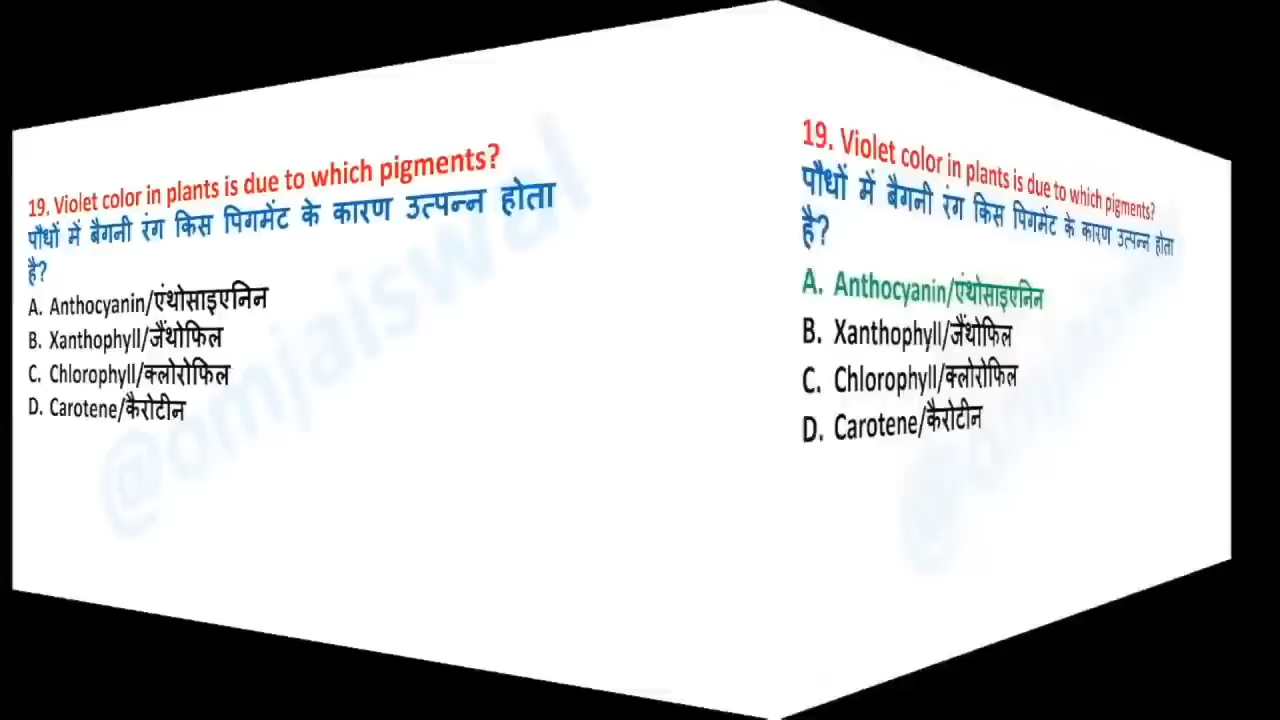 19. Violet color in plants is due to which pigments?
पौधों में बैगनी रंग किस पिगमेंट के कारण उत्पन्न होता
है?
A. Anthocyanin/एंथोसाइएनिन
B. Xanthophyll/जैंथोफिल
C. Chlorophyll/क्लोरोफिल
D. Carotene/कैरोटीन
@omjaiswal
19. Violet color in plants is due to which pigments?
पौधों में बैगनी रंग किस पिगमेंट के कारण उत्पन्न होता
है?
A. Anthocyanin/एंथोसाइएनिन
B. Xanthophyll/जैंथोफिल
C. Chlorophyll/क्लोरोफिल
D. Carotene/कैरोटीन
@omjaiswal